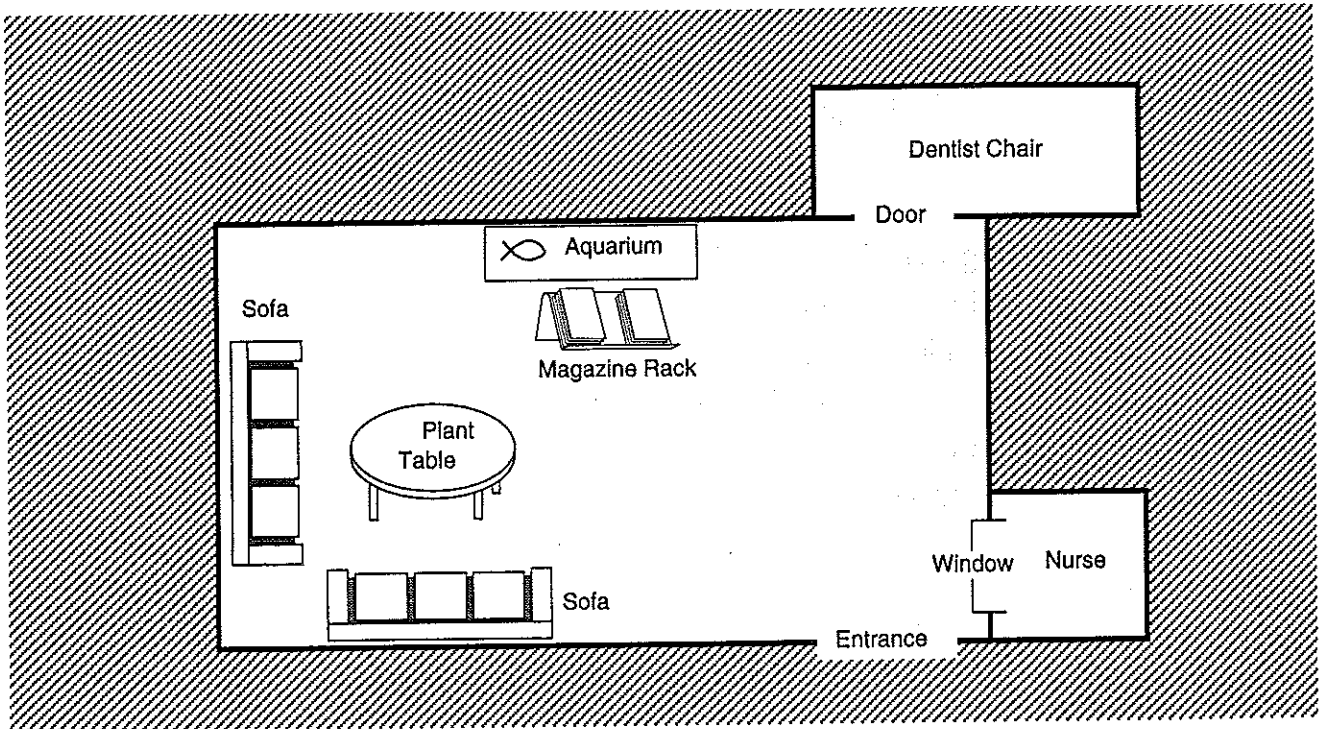 Dentist Chair
Door
Aquarium
Sofa
Magazine Rack
Plant
Table
Window
Nurse
Sofa
Entrance